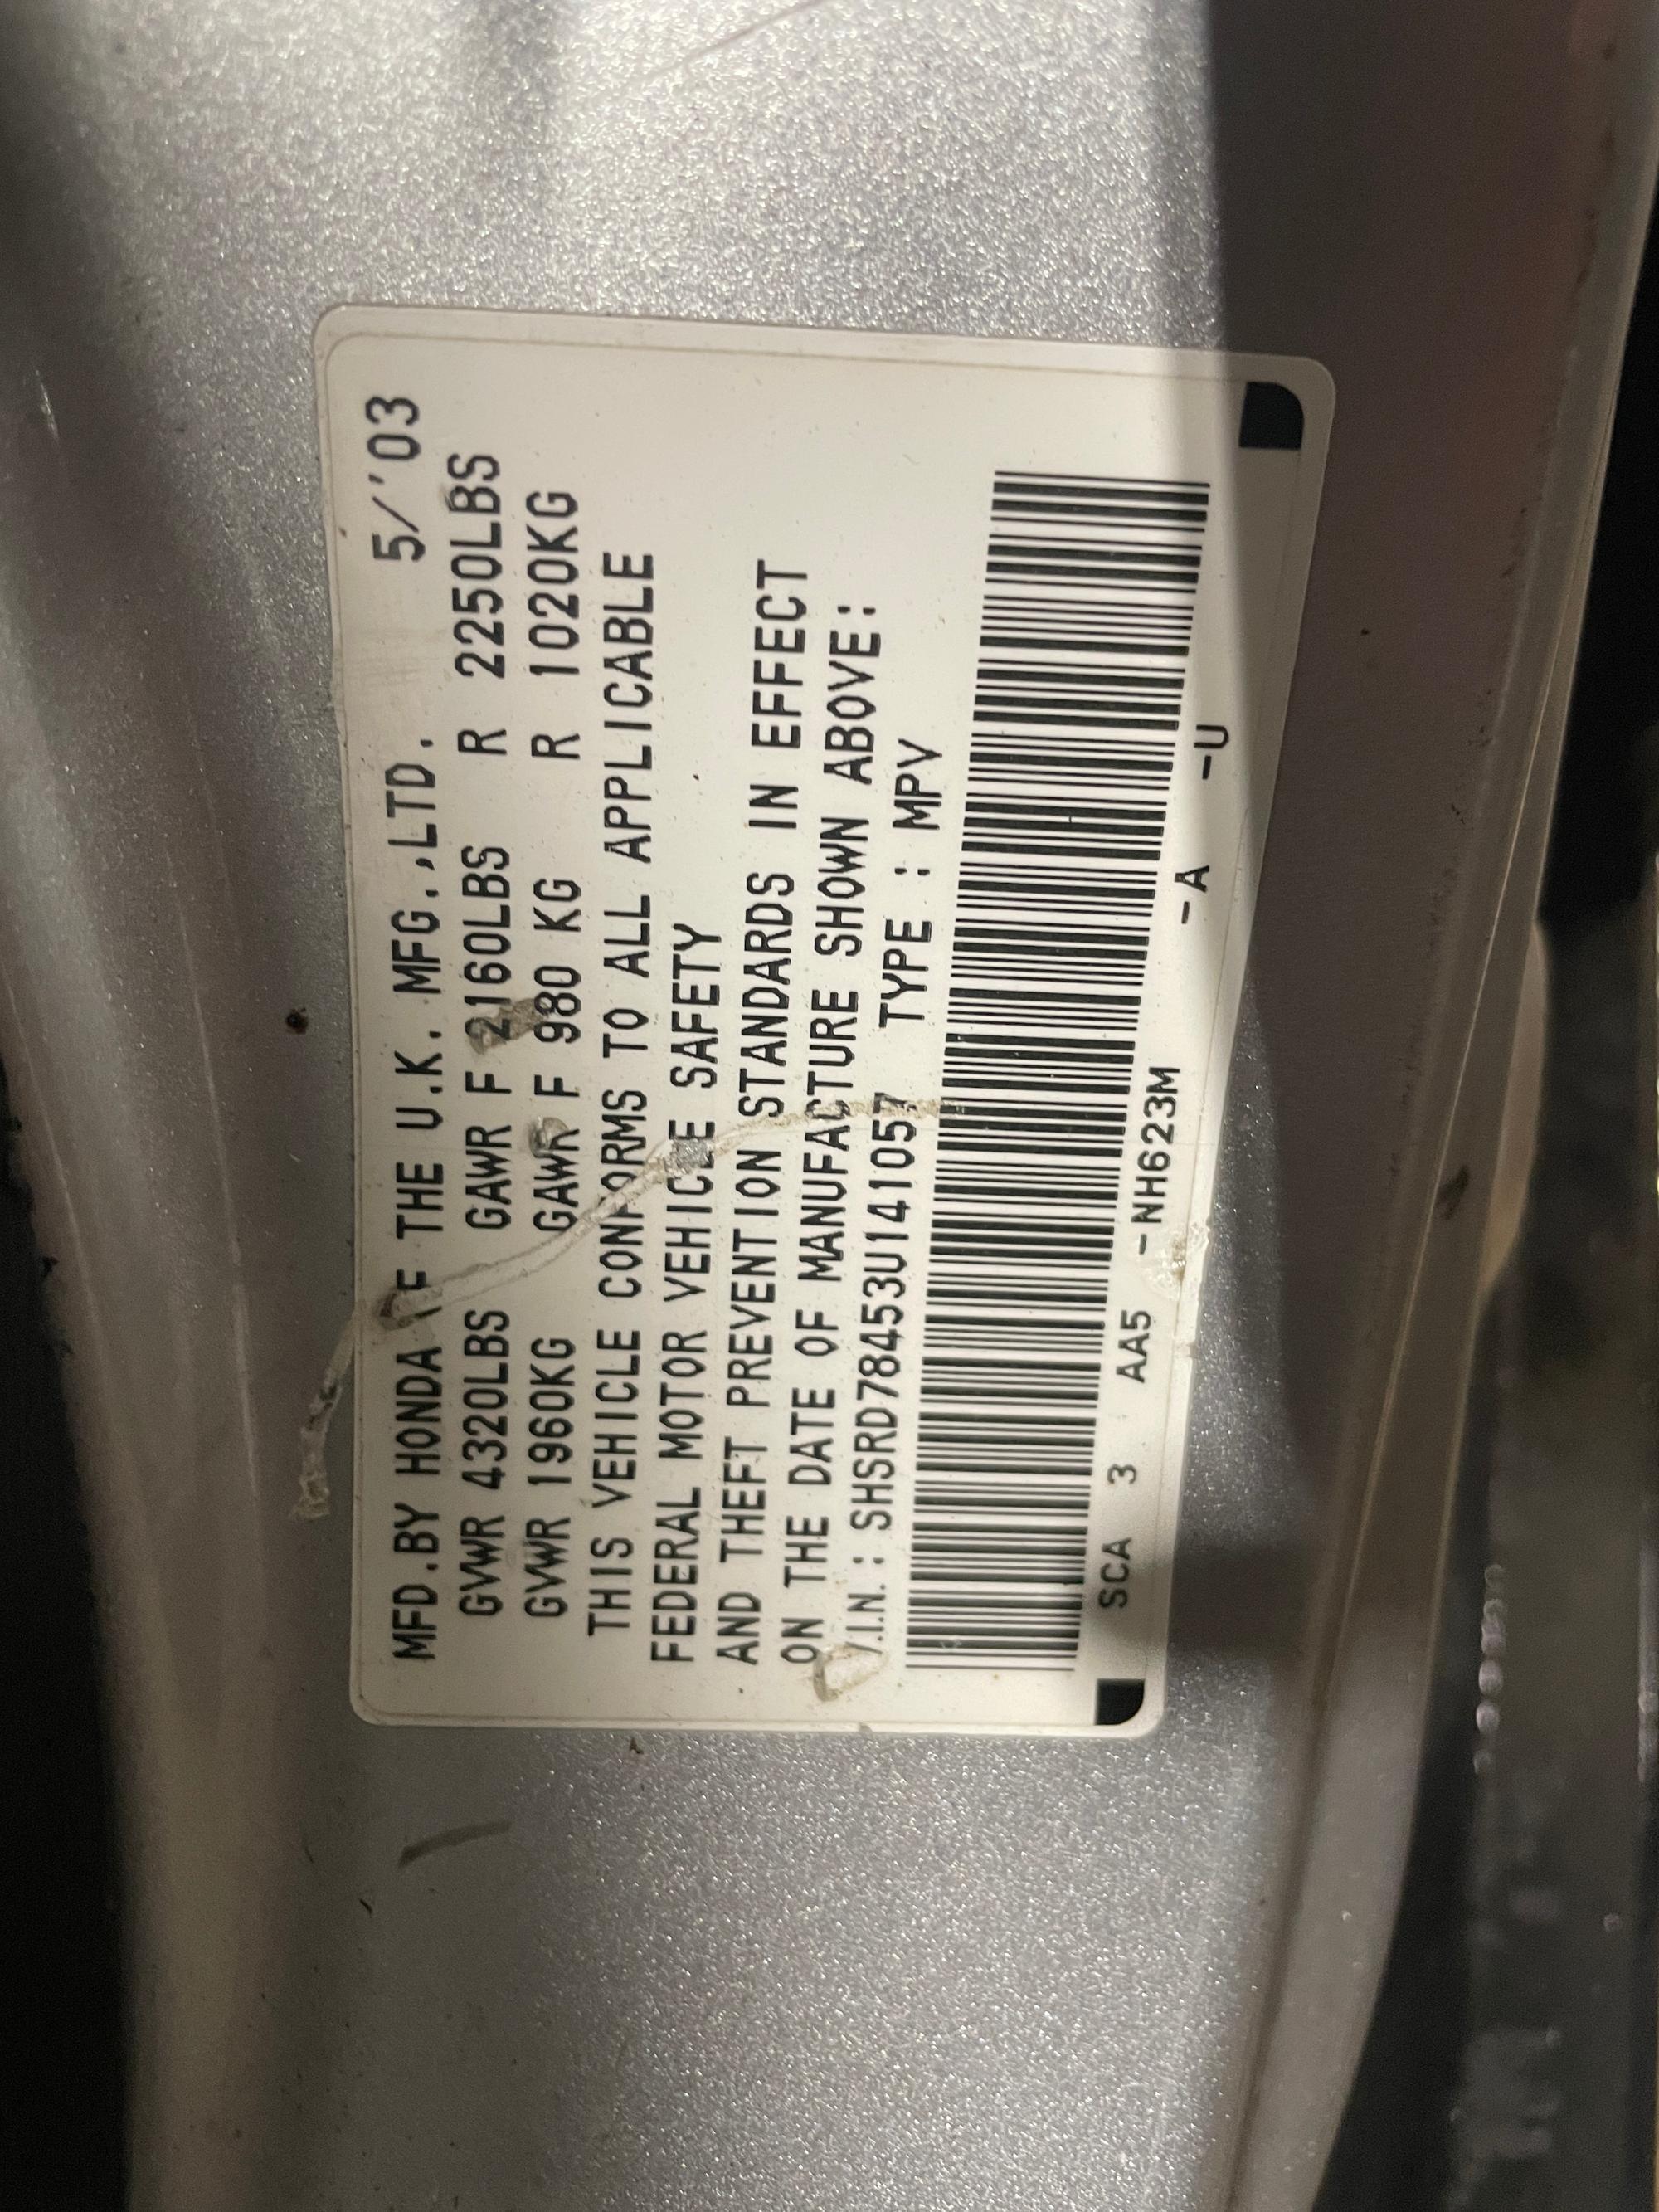 MFD.BY HONDA OF THE U.K. MFG.,LTD. 5/'03
GVWR 4320LBS GAWR F 2160LBS R 2250LBS
GVWR 1960KG GAWR F 980 KG R 1020KG
THIS VEHICLE CONFORMS TO ALL APPLICABLE
FEDERAL MOTOR VEHICLE SAFETY
AND THEFT PREVENTION STANDARDS IN EFFECT
ON THE DATE OF MANUFACTURE SHOWN ABOVE:
V.I.N.: SHSRD78453U141057 TYPE : MPV
SCA 3 AA5 -NH623M -A -U